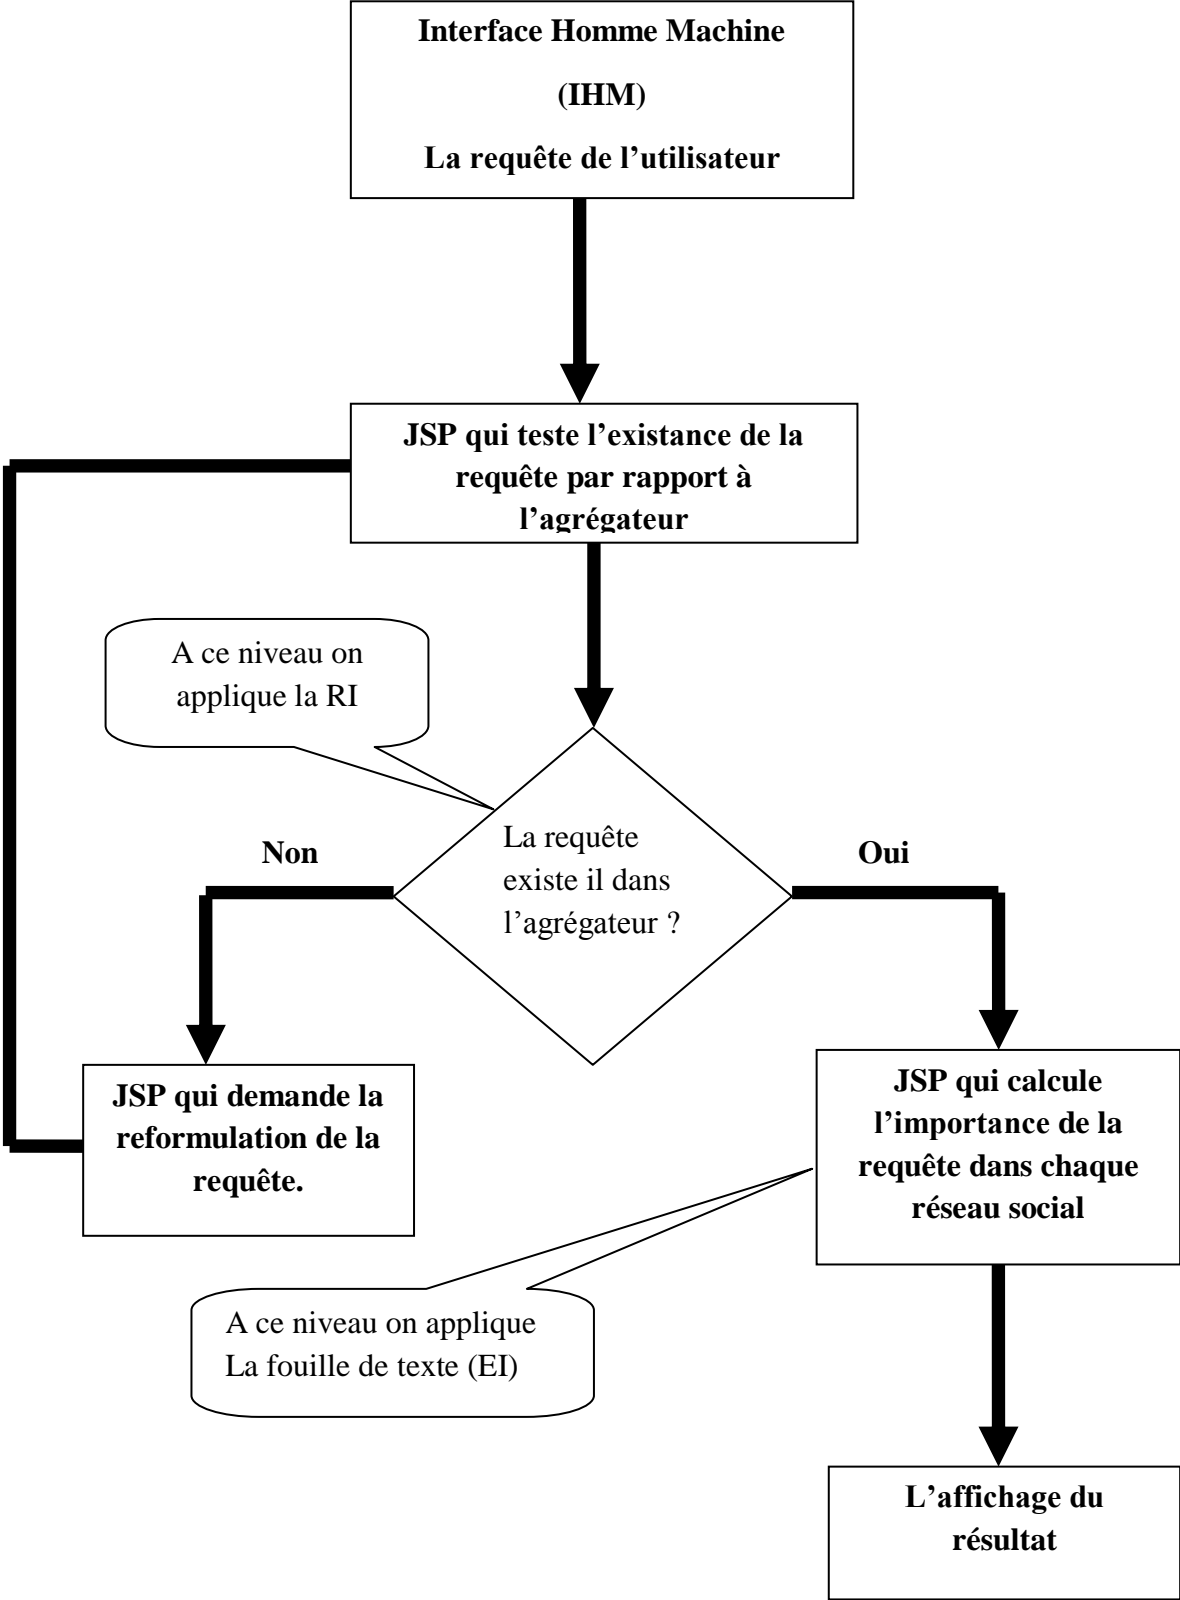 Interface Homme Machine
(IHM)
La requête de l’utilisateur
JSP qui teste l’existance de la
requête par rapport à
l’agrégateur
A ce niveau on
applique la RI
La requête
existe il dans
l’agrégateur ?
Non
Oui
JSP qui demande la
reformulation de la
requête.
JSP qui calcule
l’importance de la
requête dans chaque
réseau social
A ce niveau on applique
La fouille de texte (EI)
L’affichage du
résultat